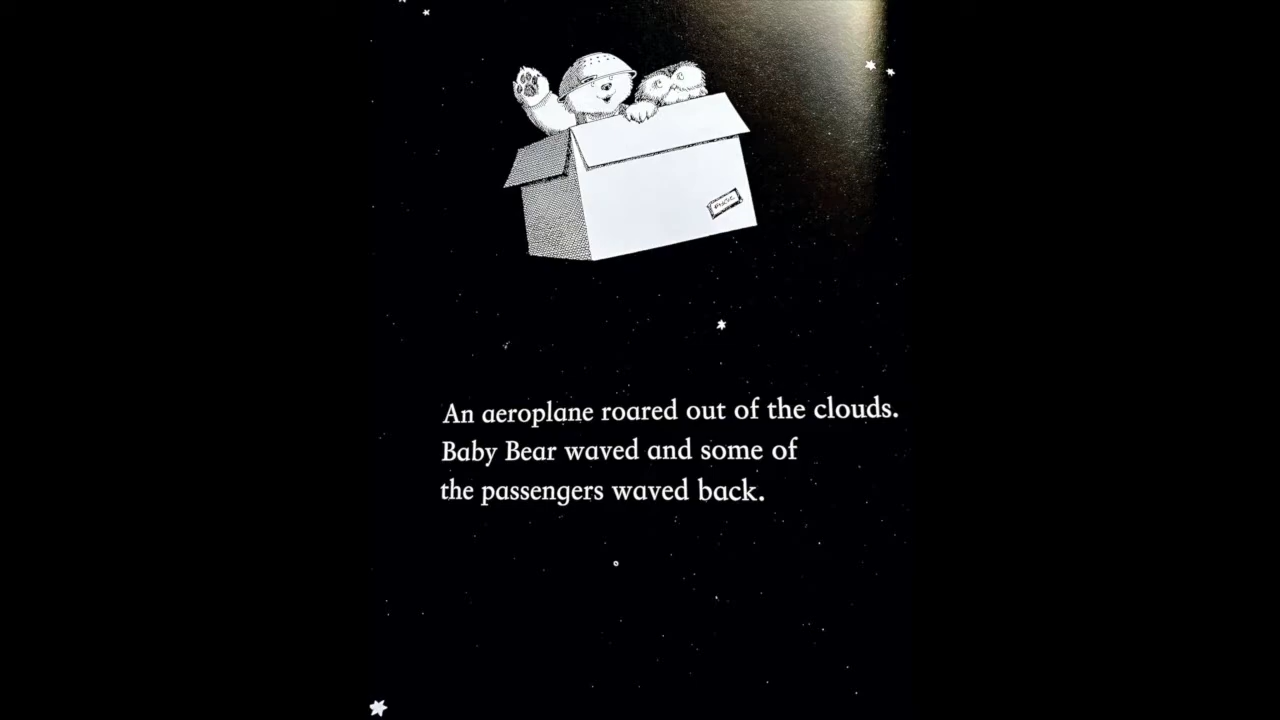 An aeroplane roared out of the clouds.
Baby Bear waved and some of
the passengers waved back.